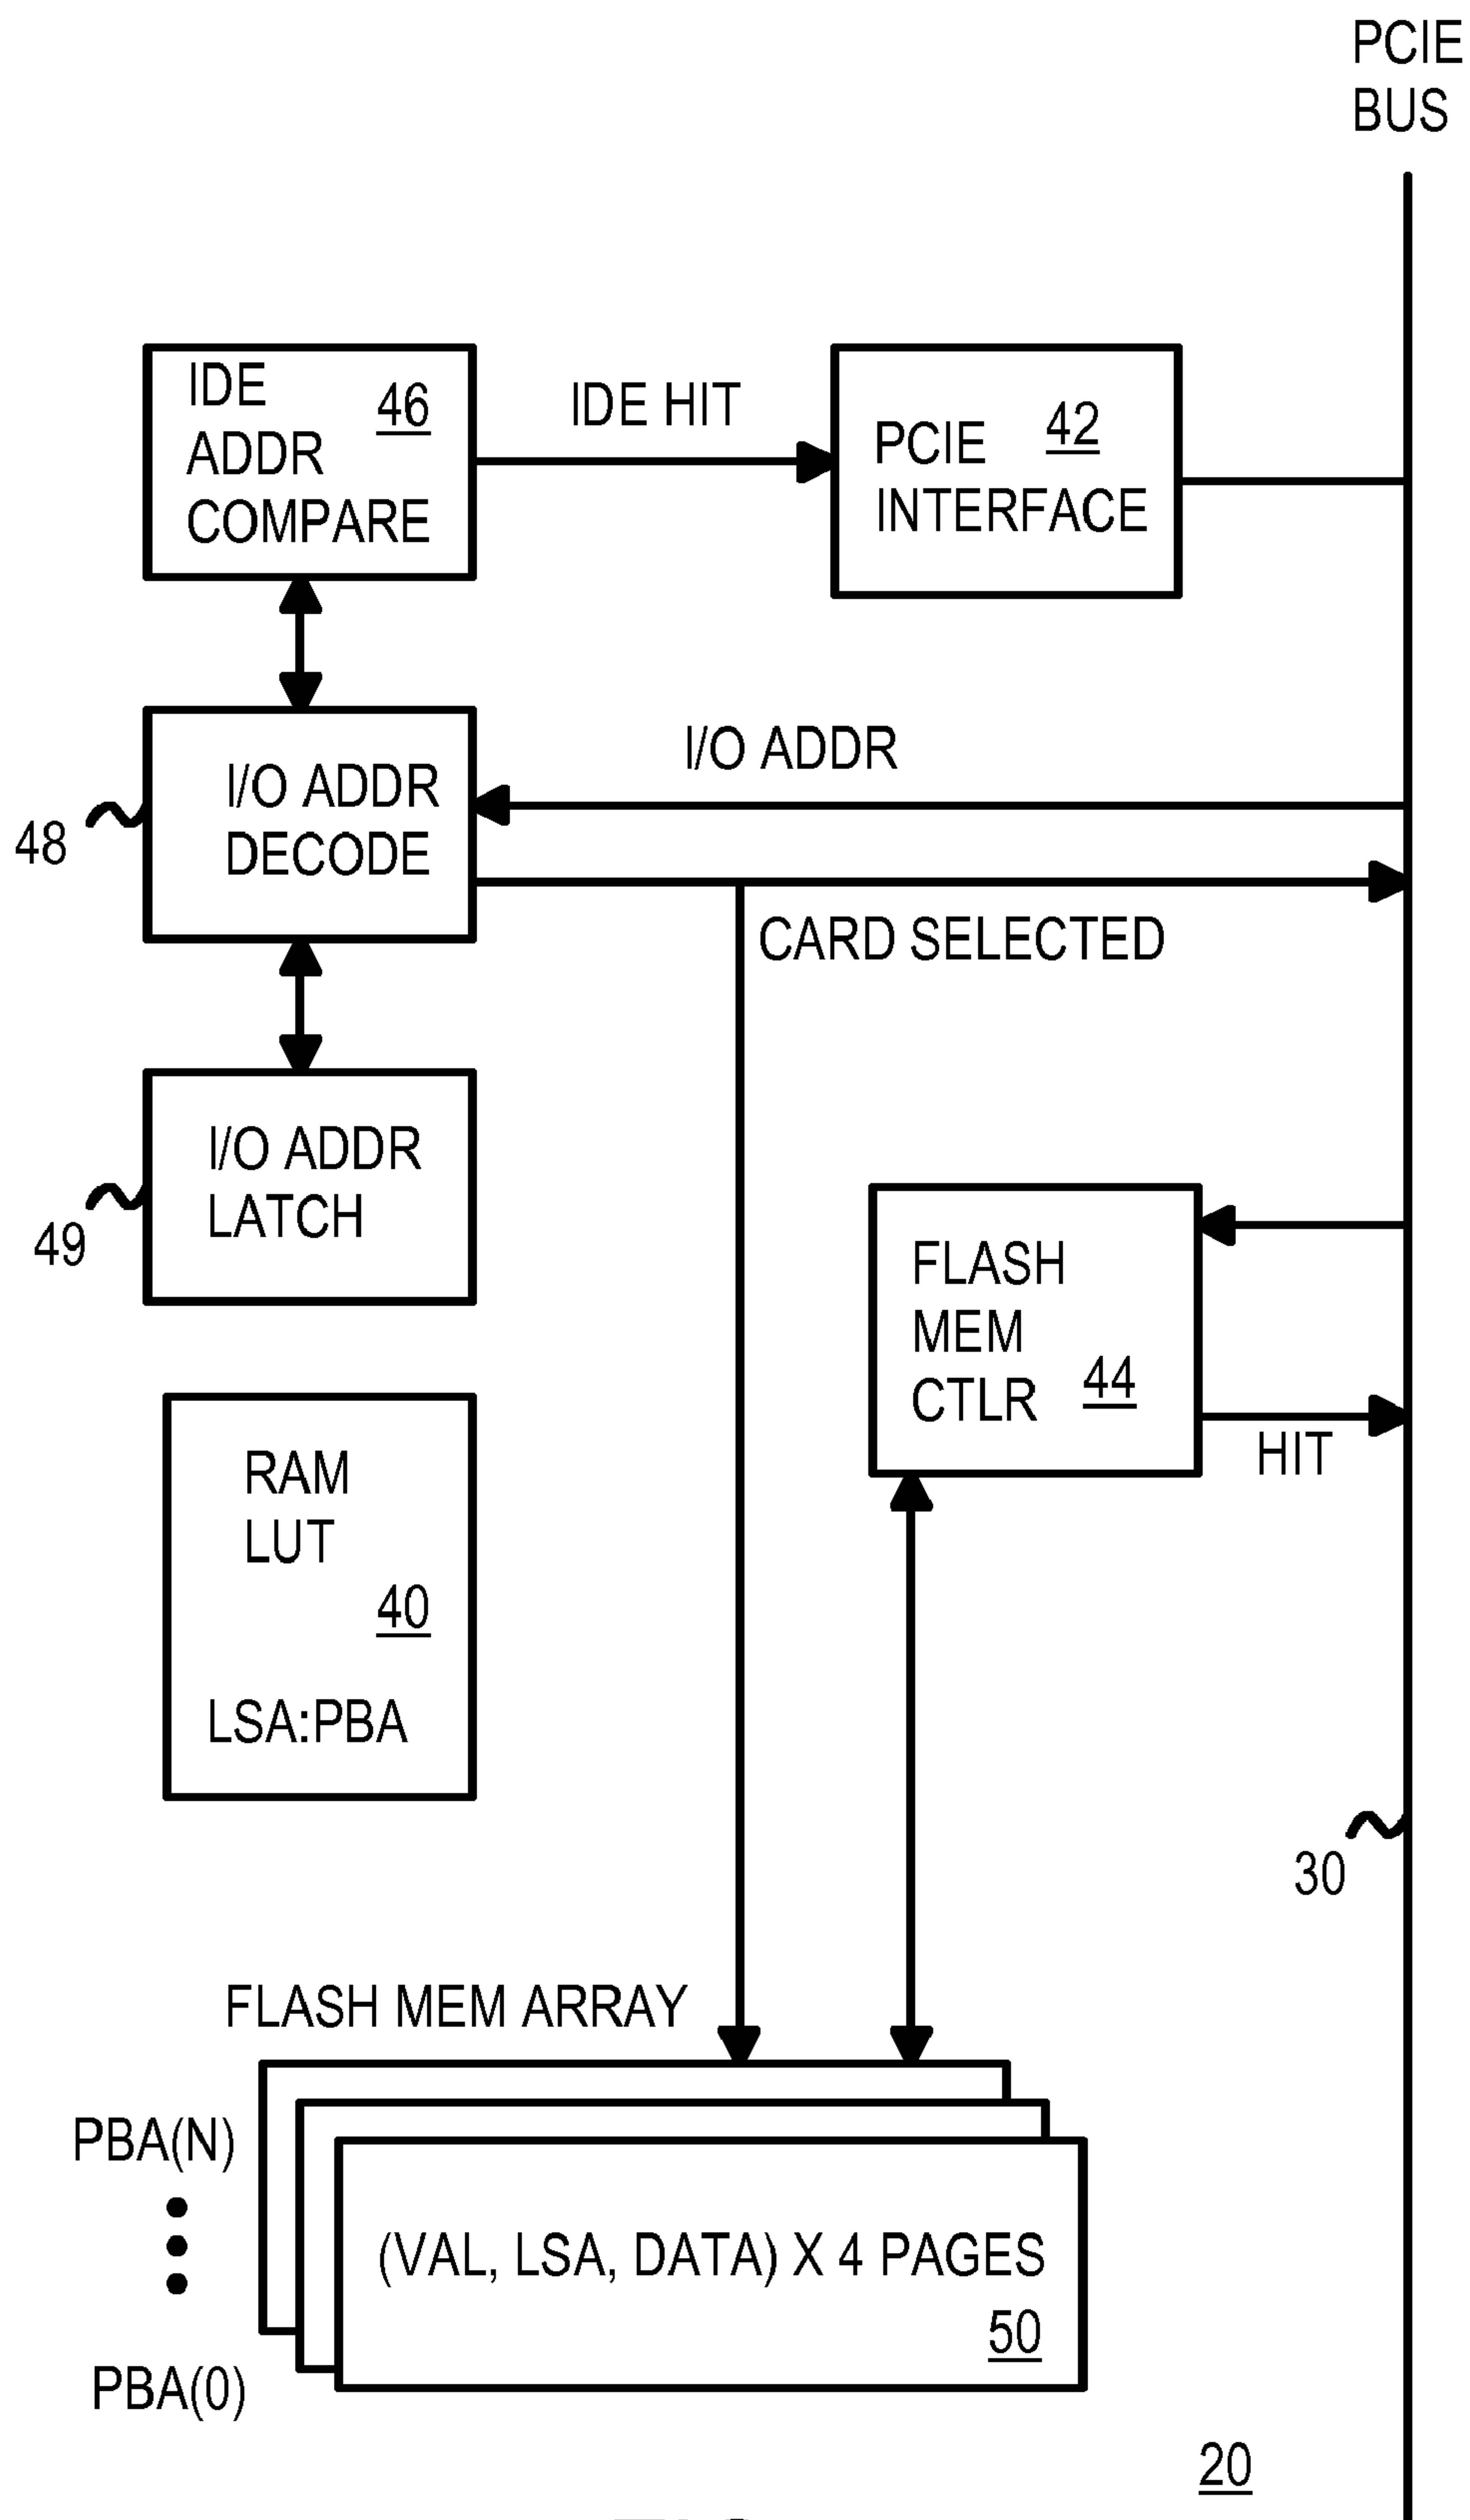 PCIE
BUS
IDE
ADDR
COMPARE
46
IDE HIT
PCIE
INTERFACE
42
I/O ADDR
DECODE
48
I/O ADDR
CARD SELECTED
I/O ADDR
LATCH
49
FLASH
MEM
CTLR
44
HIT
RAM
LUT
40
LSA:PBA
30
FLASH MEM ARRAY
PBA(N)
(VAL, LSA, DATA) X 4 PAGES
50
PBA(0)
20